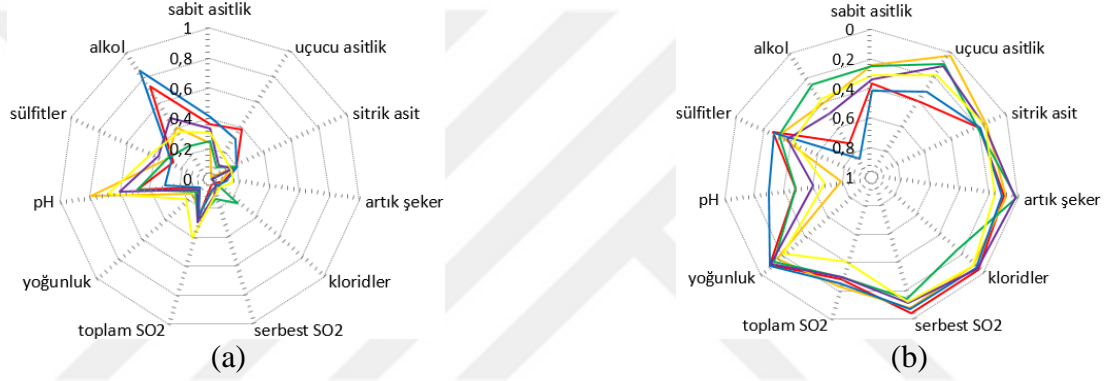 sabit asitlik
1
0,8
0,6
0,4
0,2
0
uçucu asitlik
sitrik asit
artık şeker
kloridler
serbest SO2
toplam SO2
yoğunluk
pH
sülfitler
alkol
(a)
sabit asitlik
0
0,2
0,4
0,6
0,8
1
uçucu asitlik
sitrik asit
artık şeker
kloridler
serbest SO2
toplam SO2
yoğunluk
pH
sülfitler
alkol
(b)